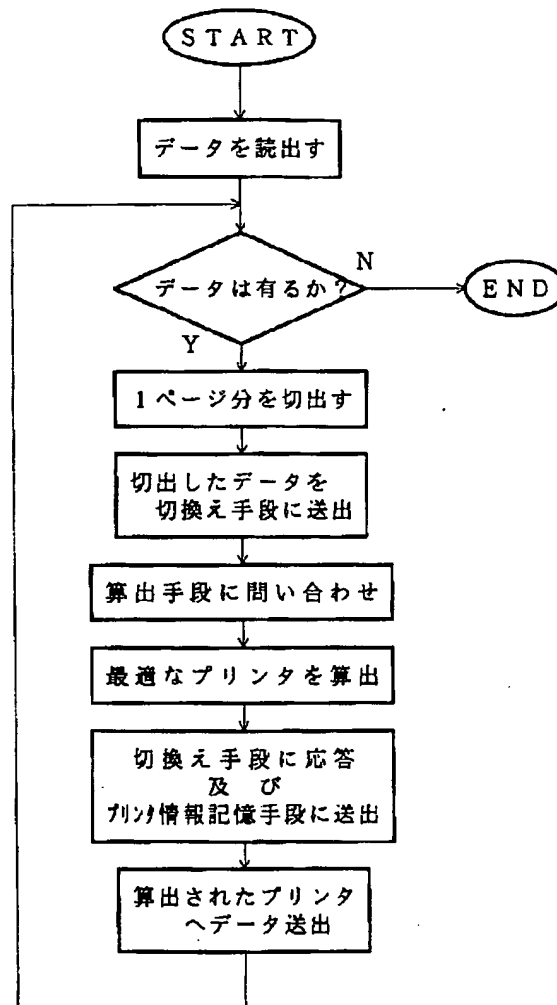 START
データを読出す
データは有るか?
N
END
Y
1ページ分を切出す
切出したデータを
切換え手段に送出
算出手段に問い合わせ
最適なプリンタを算出
切換え手段に応答
及び
プリンタ情報記憶手段に送出
算出されたプリンタ
へデータ送出